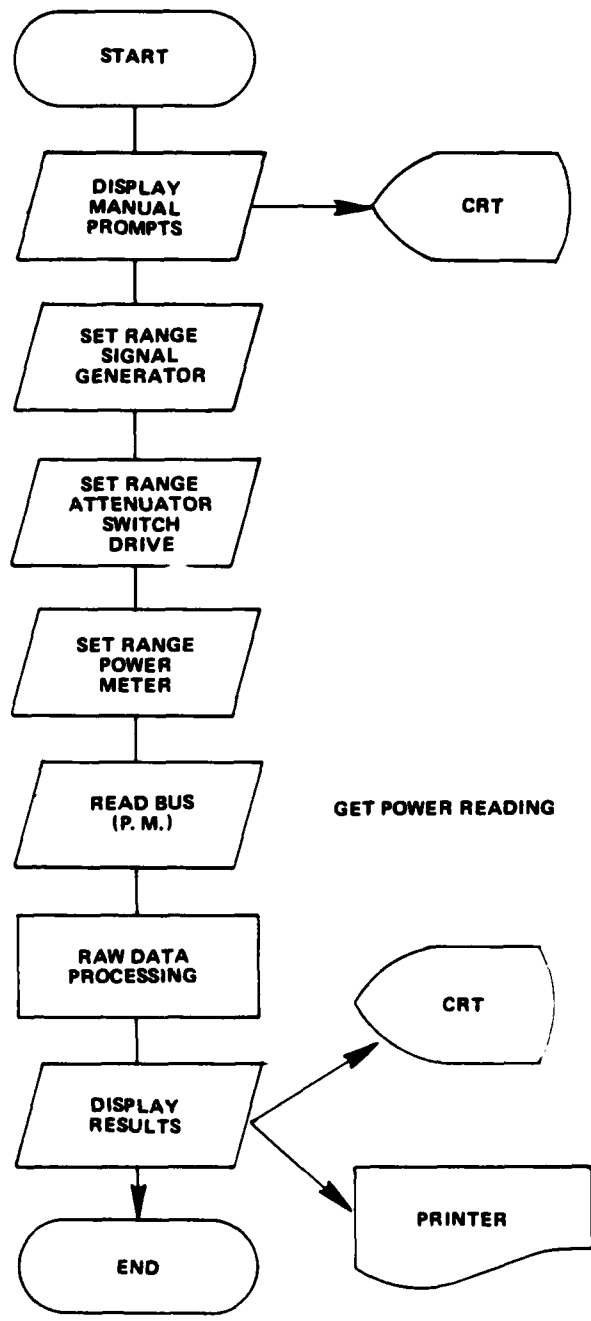 START
DISPLAY
MANUAL
PROMPTS
CRT
SET RANGE
SIGNAL
GENERATOR
SET RANGE
ATTENUATOR
SWITCH
DRIVE
SET RANGE
POWER
METER
READ BUS
(P. M.)
GET POWER READING
RAW DATA
PROCESSING
CRT
DISPLAY
RESULTS
PRINTER
END